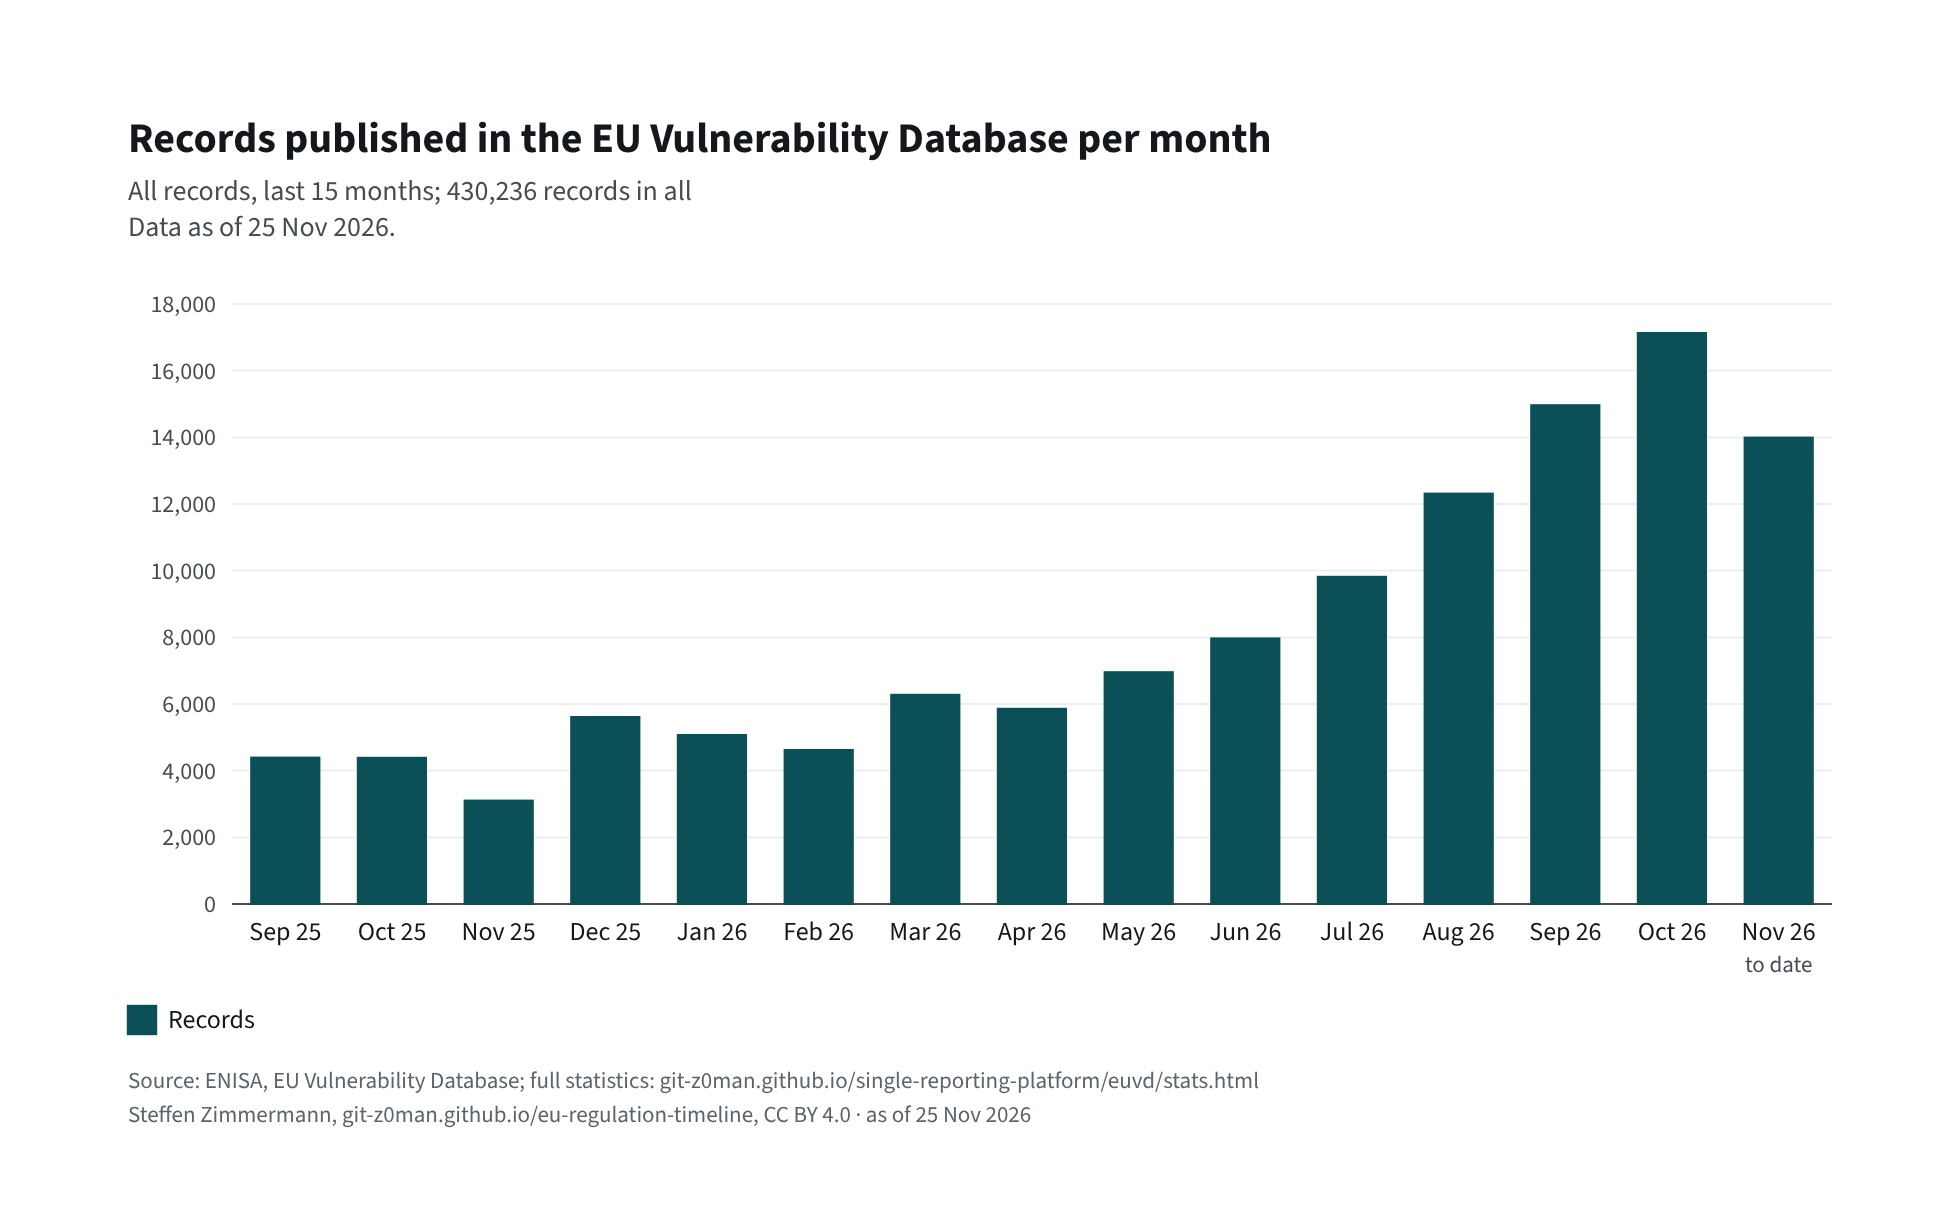 Records published in the EU Vulnerability Database per month
All records, last 15 months; 430,236 records in all
Data as of 25 Nov 2026.
18,000
16,000
14,000
12,000
10,000
8,000
6,000
4,000
2,000
0
Sep 25 Oct 25 Nov 25 Dec 25 Jan 26 Feb 26 Mar 26 Apr 26 May 26 Jun 26 Jul 26 Aug 26 Sep 26 Oct 26 Nov 26
to date
Records
Source: ENISA, EU Vulnerability Database; full statistics: git-z0man.github.io/single-reporting-platform/euvd/stats.html
Steffen Zimmermann, git-z0man.github.io/eu-regulation-timeline, CC BY 4.0 · as of 25 Nov 2026